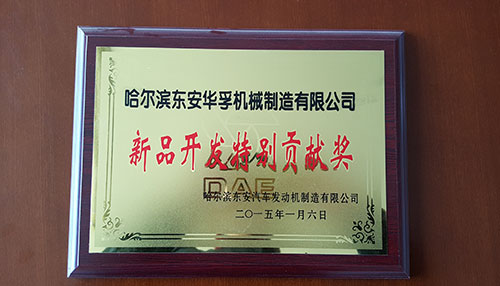 哈尔滨东安华孚机械制造有限公司
新品开发特别贡献奖
DAE
哈尔滨东安汽车发动机制造有限公司
二〇一五年一月六日